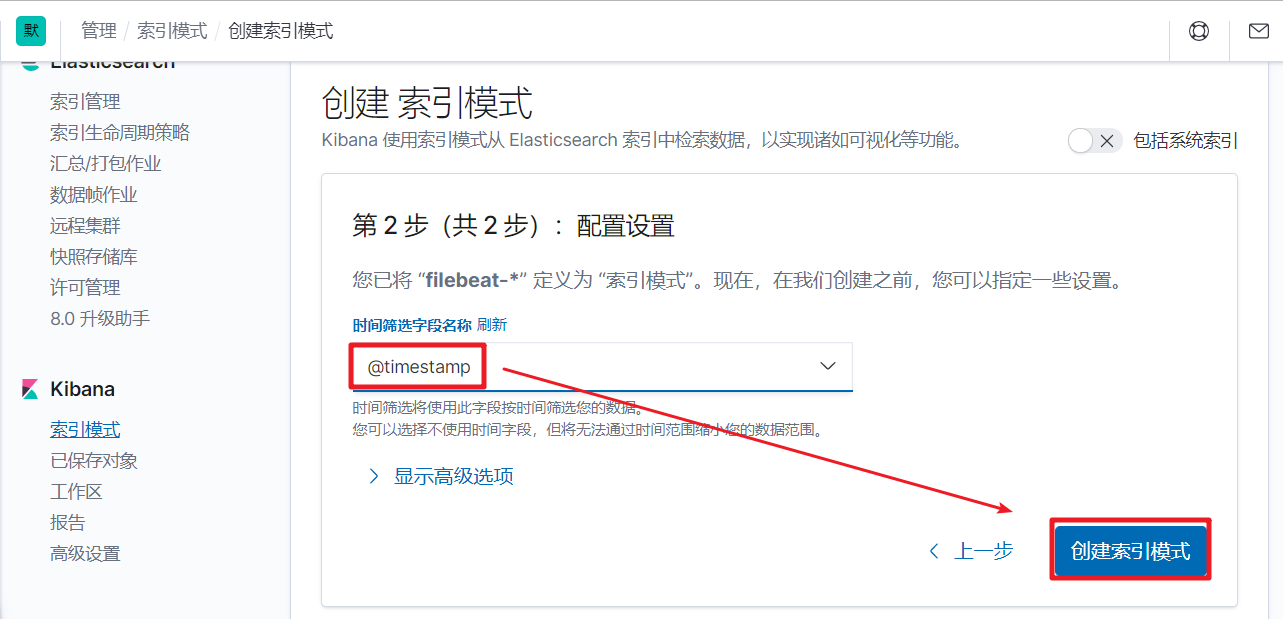 默 管理 / 索引模式 / 创建索引模式
Elasticsearch
索引管理
索引生命周期策略
汇总/打包作业
数据帧作业
远程集群
快照存储库
许可管理
8.0 升级助手
Kibana
索引模式
已保存对象
工作区
报告
高级设置
创建 索引模式
Kibana 使用索引模式从 Elasticsearch 索引中检索数据，以实现诸如可视化等功能。
包括系统索引
第 2 步（共 2 步）：配置设置
您已将 “filebeat-*” 定义为 “索引模式”。现在，在我们创建之前，您可以指定一些设置。
时间筛选字段名称 刷新
@timestamp
时间筛选将使用此字段按时间筛选您的数据。
您可以选择不使用时间字段，但将无法通过时间范围缩小您的数据范围。
显示高级选项
上一步
创建索引模式